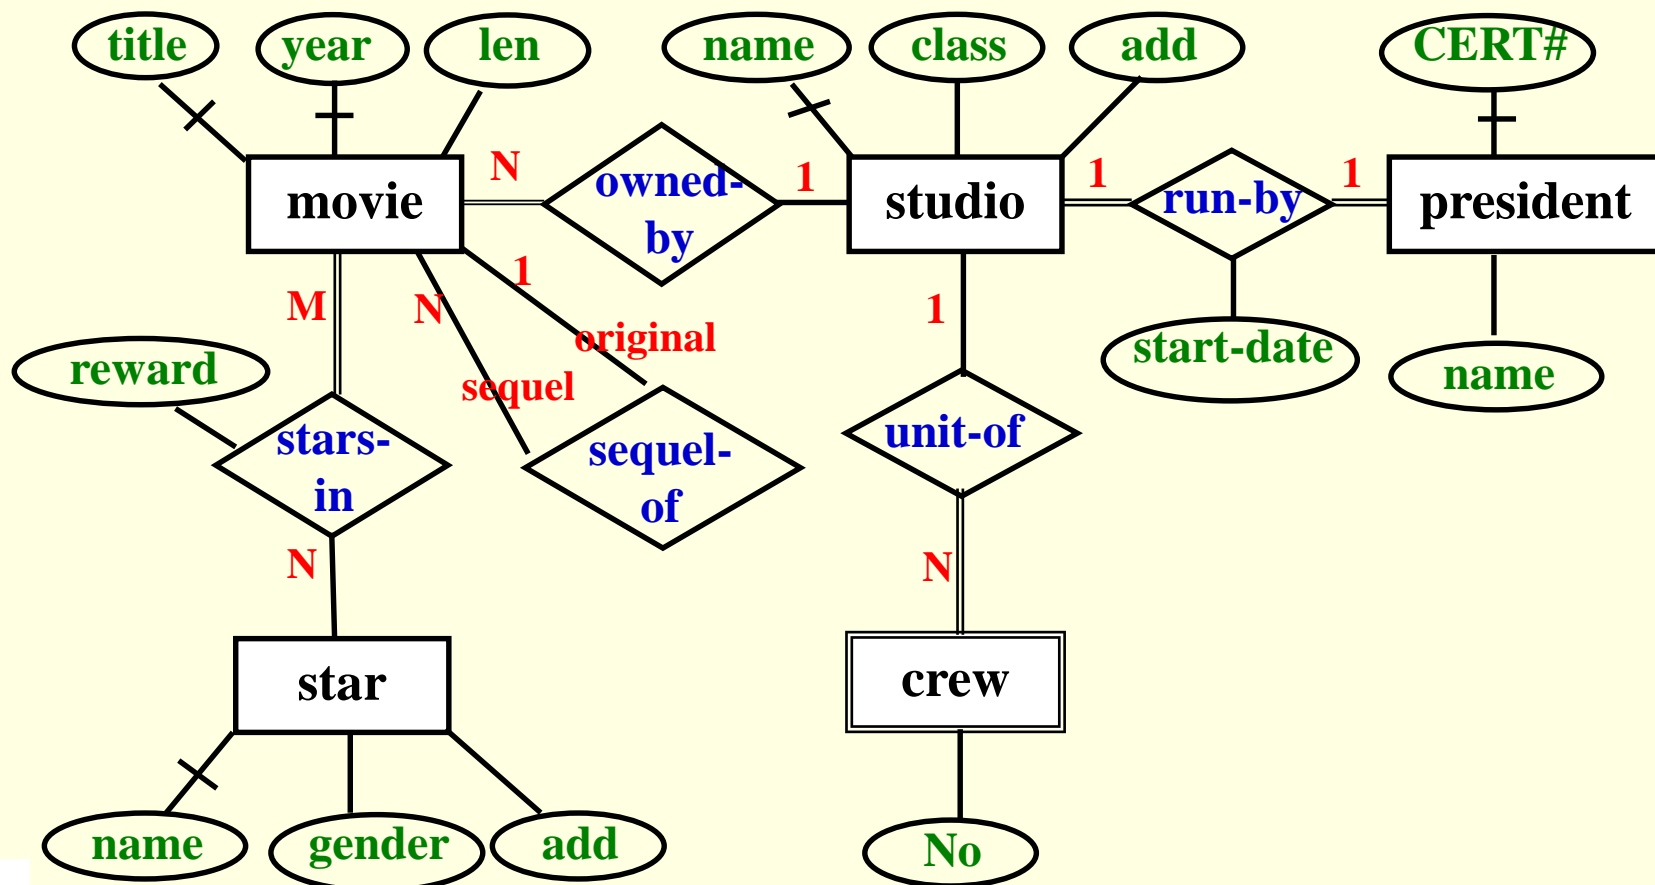 title
year
len
name
class
add
CERT#
movie
N
owned-
by
1
studio
1
run-by
1
president
M
N
1
original
sequel
1
start-date
name
reward
stars-
in
sequel-
of
unit-of
N
N
star
crew
name
gender
add
No